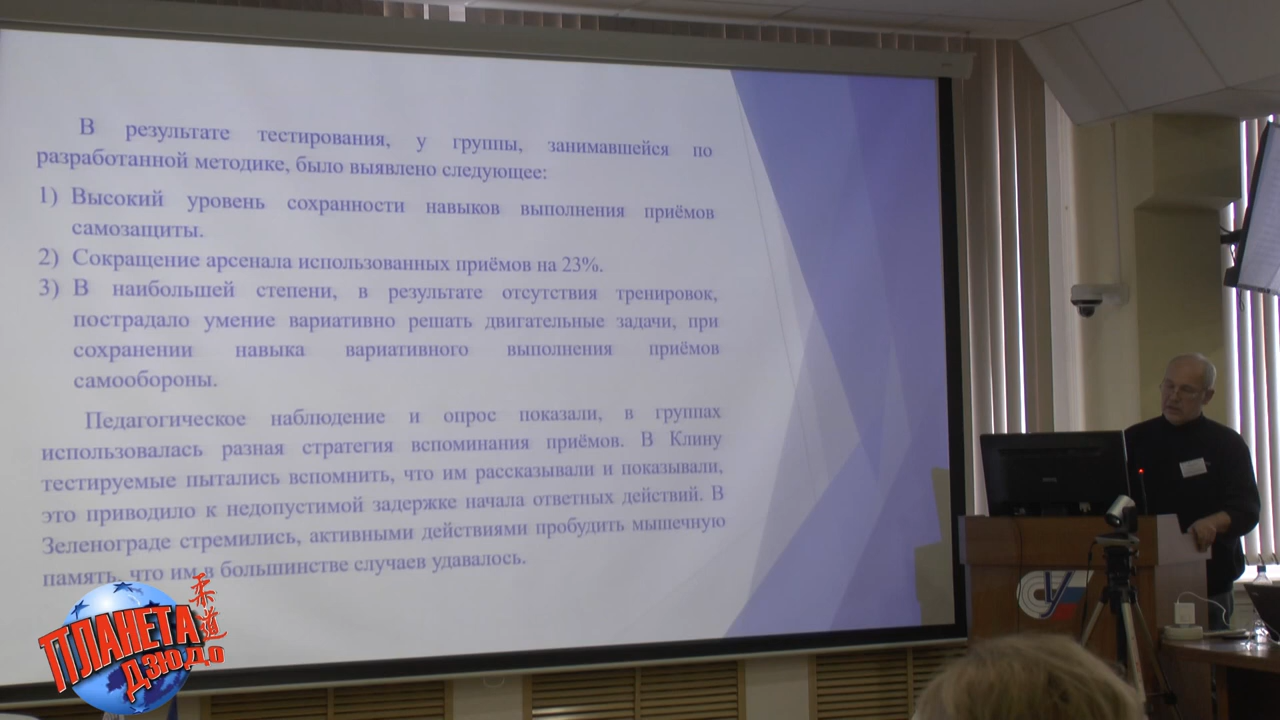 В результате тестирования, у группы, занимавшейся по
разработанной методике, было выявлено следующее:
1) Высокий уровень сохранности навыков выполнения приёмов
самозащиты.
2) Сокращение арсенала использованных приёмов на 23%.
3) В наибольшей степени, в результате отсутствия тренировок,
пострадало умение вариативно решать двигательные задачи, при
сохранении навыка вариативного выполнения приёмов
самообороны.
Педагогическое наблюдение и опрос показали, в группах
использовалась разная стратегия вспоминания приёмов. В Клину
тестируемые пытались вспомнить, что им рассказывали и показывали,
это приводило к недопустимой задержке начала ответных действий. В
Зеленограде стремились, активными действиями пробудить мышечную
память, что им в большинстве случаев удавалось.
ПЛАНЕТА
ДЗЮДО
柔道